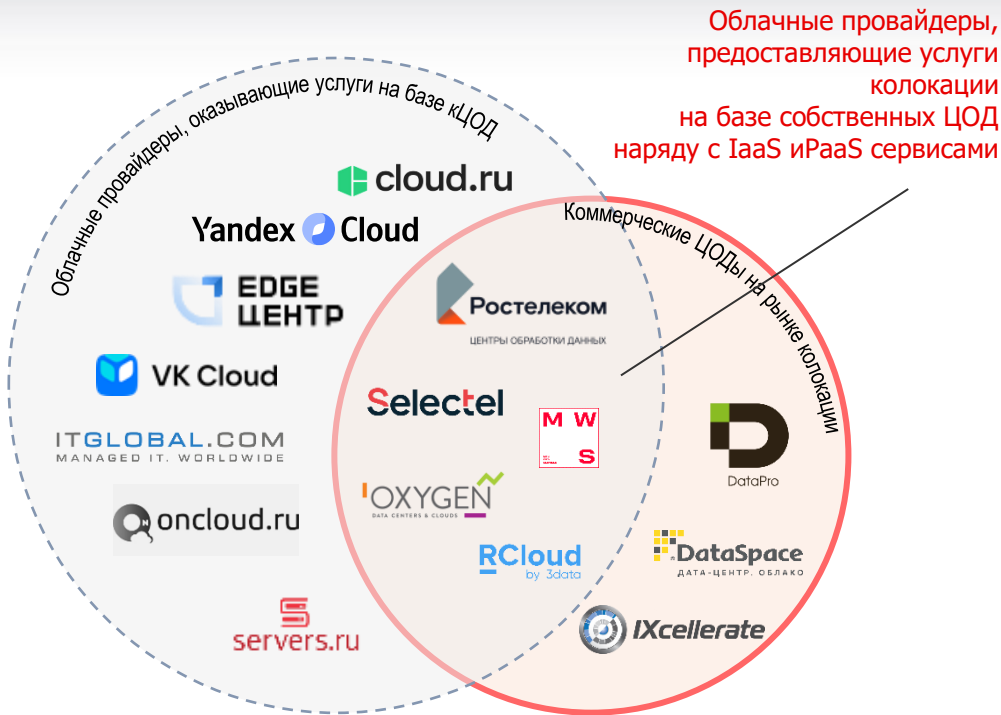 Облачные провайдеры,
предоставляющие услуги
колокации
на базе собственных ЦОД
наряду с IaaS иPaaS сервисами
Облачные провайдеры, оказывающие услуги на базе кЦОД
Коммерческие ЦОДы на рынке колокации
cloud.ru
Yandex Cloud
EDGE
ЦЕНТР
Ростелеком
ЦЕНТРЫ ОБРАБОТКИ ДАННЫХ
VK Cloud
Selectel
M W
S
ITGLOBAL.COM
MANAGED IT. WORLDWIDE
DataPro
OXYGEN
DATA CENTERS & CLOUDS
oncloud.ru
RCloud
by 3data
DataSpace
ДАТА-ЦЕНТР. ОБЛАКО
servers.ru
IXcellerate